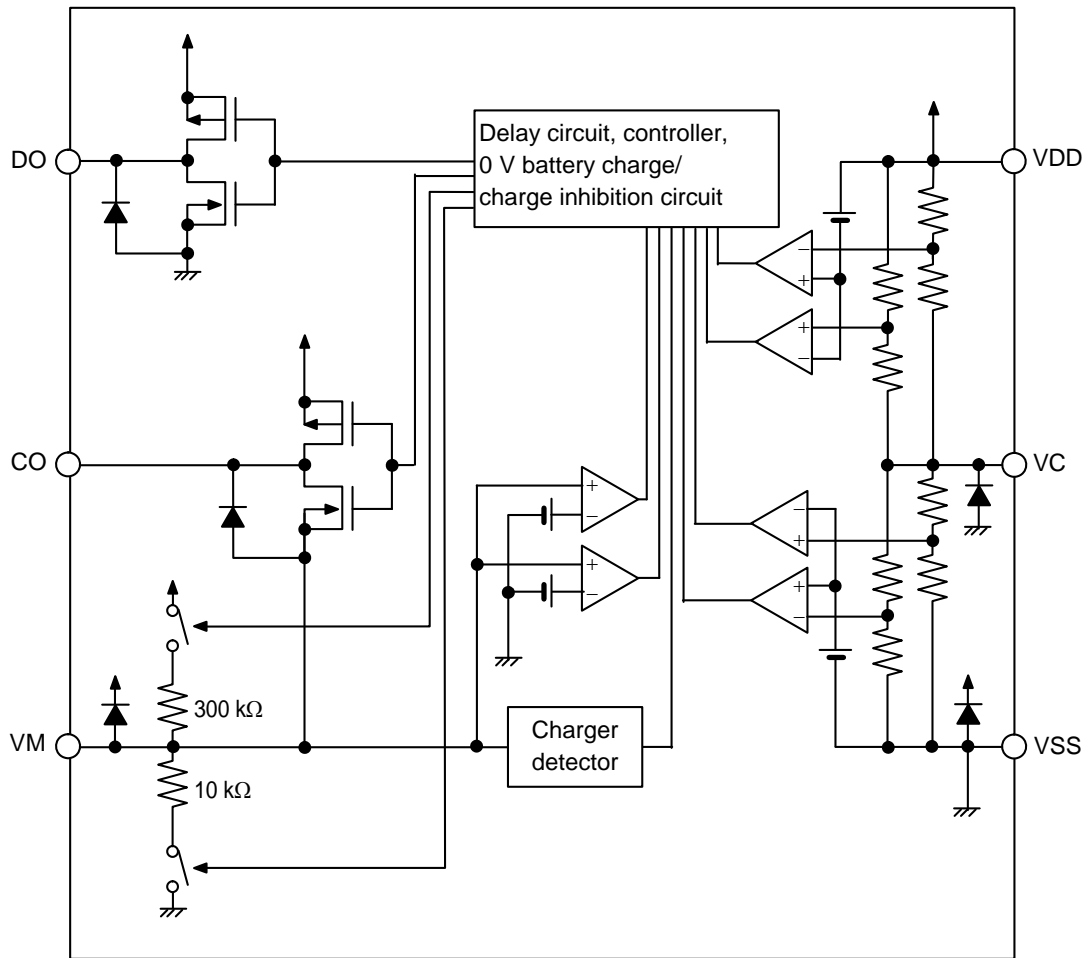 Delay circuit, controller,
0 V battery charge/
charge inhibition circuit
DO
VDD
−
+
+
−
CO
VC
+
−
−
+
+
−
+
−
300 kΩ
VM
Charger
detector
VSS
10 kΩ